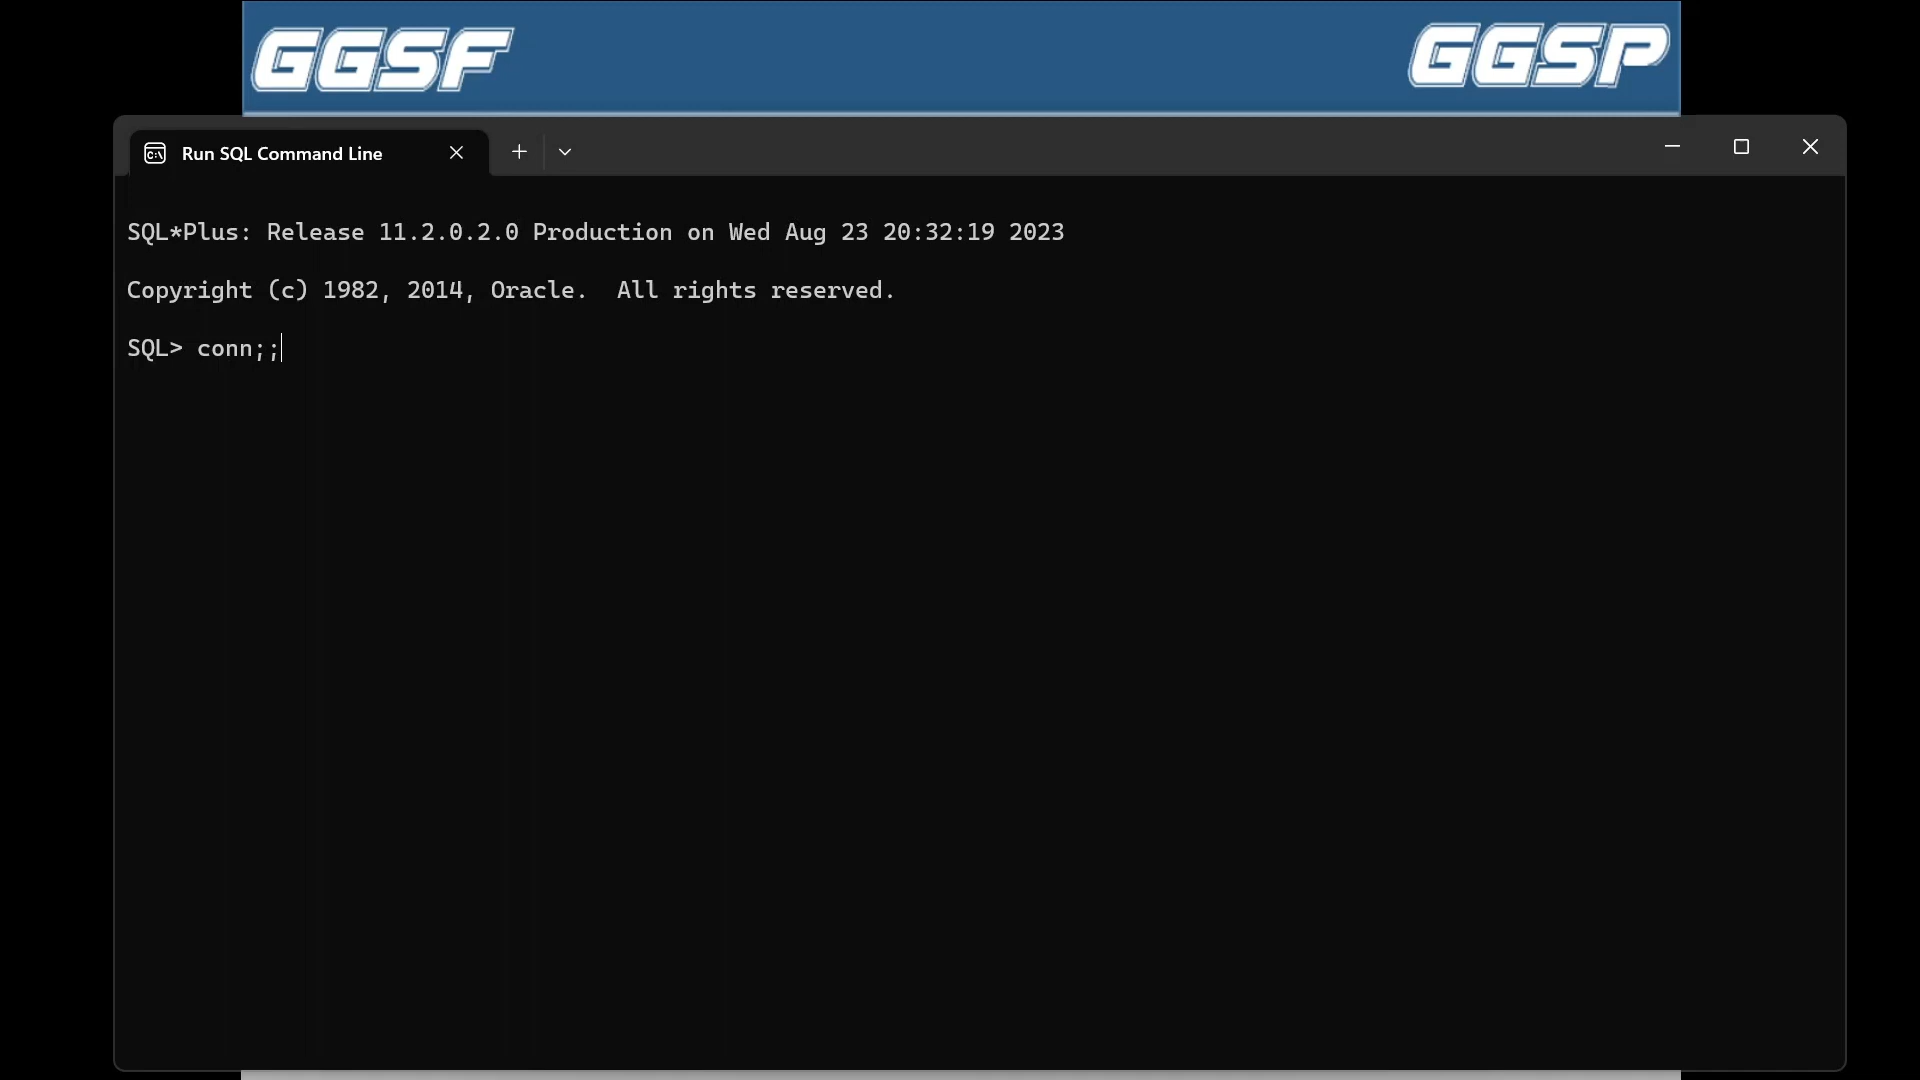 GGSF GGSP
Run SQL Command Line
SQL*Plus: Release 11.2.0.2.0 Production on Wed Aug 23 20:32:19 2023
Copyright (c) 1982, 2014, Oracle.  All rights reserved.
SQL> conn;;